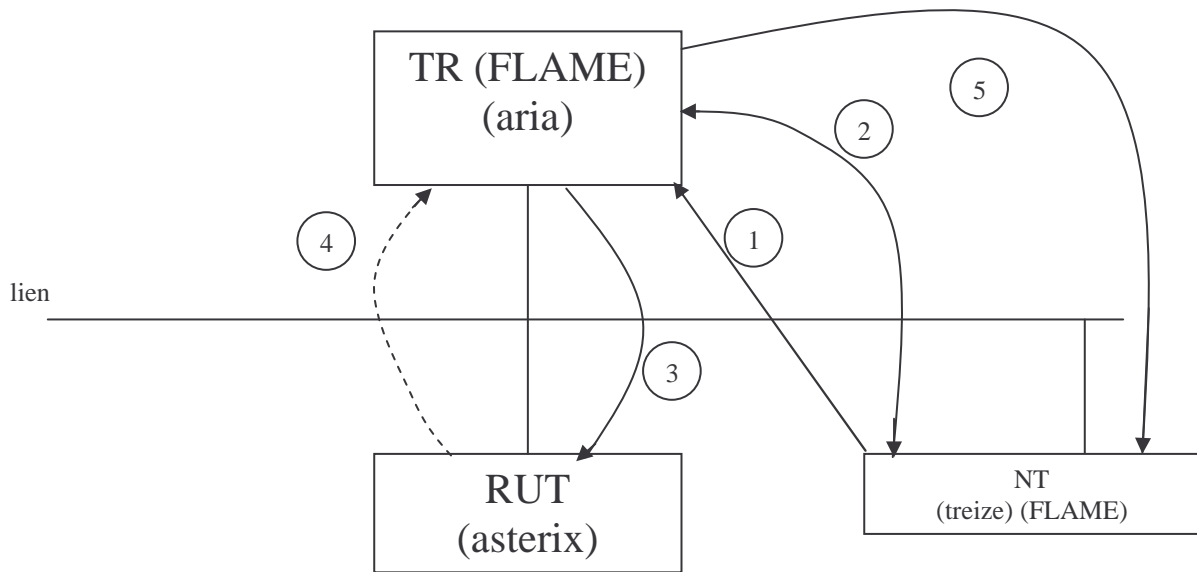 TR (FLAME)
(aria)
5
2
1
4
lien
3
RUT
(asterix)
NT
(treize) (FLAME)